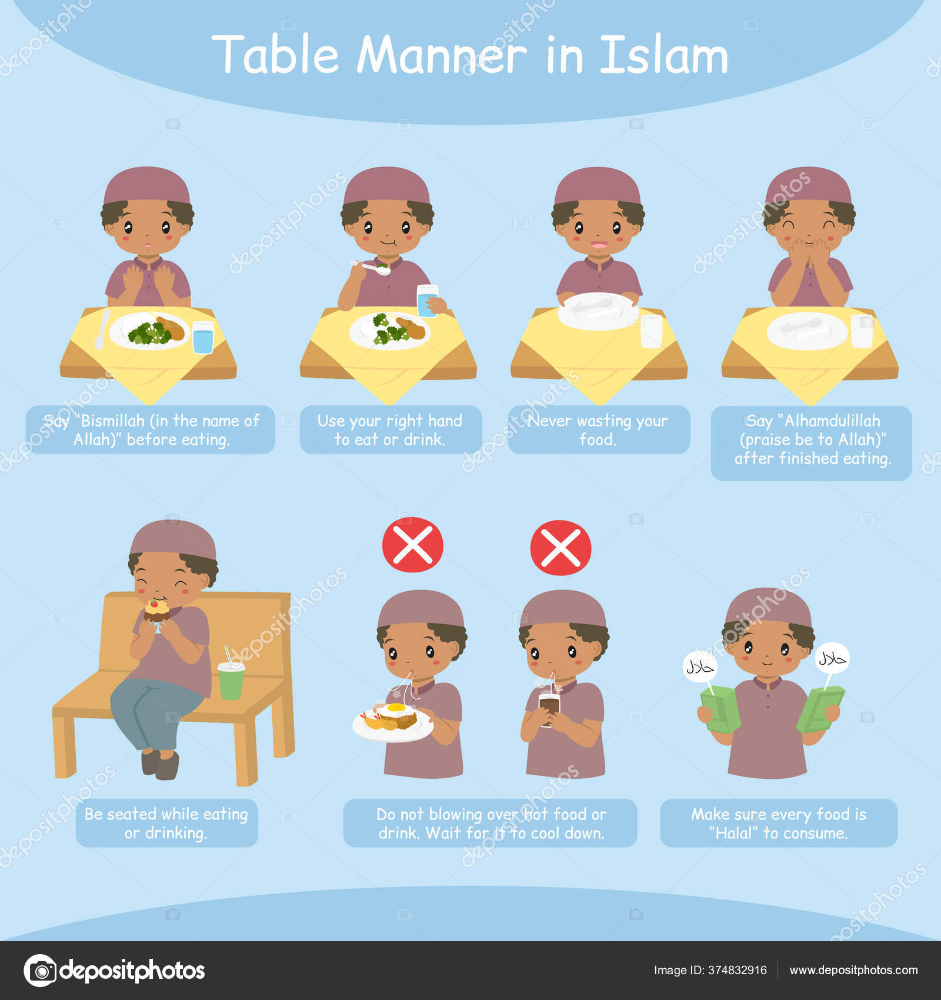 Table Manner in Islam
Say “Bismillah (in the name of
Allah)” before eating.
Use your right hand
to eat or drink.
Never wasting your
food.
Say “Alhamdulillah
(praise be to Allah)”
after finished eating.
حلال
حلال
Be seated while eating
or drinking.
Do not blowing over hot food or
drink. Wait for it to cool down.
Make sure every food is
“Halal” to consume.
depositphotos
Image ID: 374832916
www.depositphotos.com